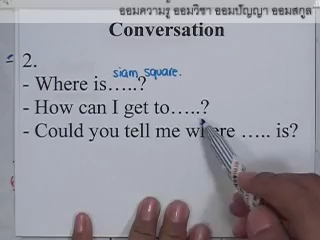 ออมความรู้ ออมวิชา ออมปัญญา ออมสกูล
Conversation
2.
siam square.
- Where is…..?
- How can I get to…..?
- Could you tell me where ….. is?